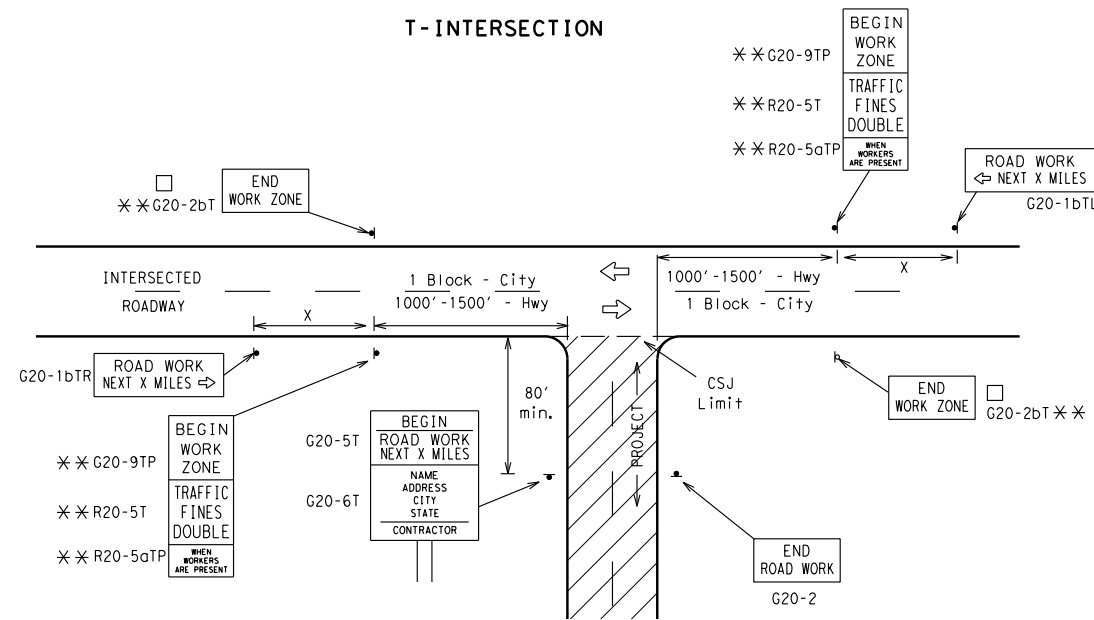 T-INTERSECTION
BEGIN
WORK
ZONE
TRAFFIC
FINES
DOUBLE
WHEN
WORKERS
ARE PRESENT
**G20-9TP
**R20-5T
**R20-5aTP
ROAD WORK
⇦ NEXT X MILES
G20-1bTL
END
WORK ZONE
□
**G20-2bT
INTERSECTED
ROADWAY
1 Block - City
1000'-1500' - Hwy
1000'-1500' - Hwy
1 Block - City
X
X
G20-1bTR
ROAD WORK
NEXT X MILES ⇨
80'
min.
PROJECT
CSJ
Limit
END
WORK ZONE
□
G20-2bT **
BEGIN
WORK
ZONE
TRAFFIC
FINES
DOUBLE
WHEN
WORKERS
ARE PRESENT
**G20-9TP
**R20-5T
**R20-5aTP
G20-5T
G20-6T
BEGIN
ROAD WORK
NEXT X MILES
NAME
ADDRESS
CITY
STATE
CONTRACTOR
END
ROAD WORK
G20-2